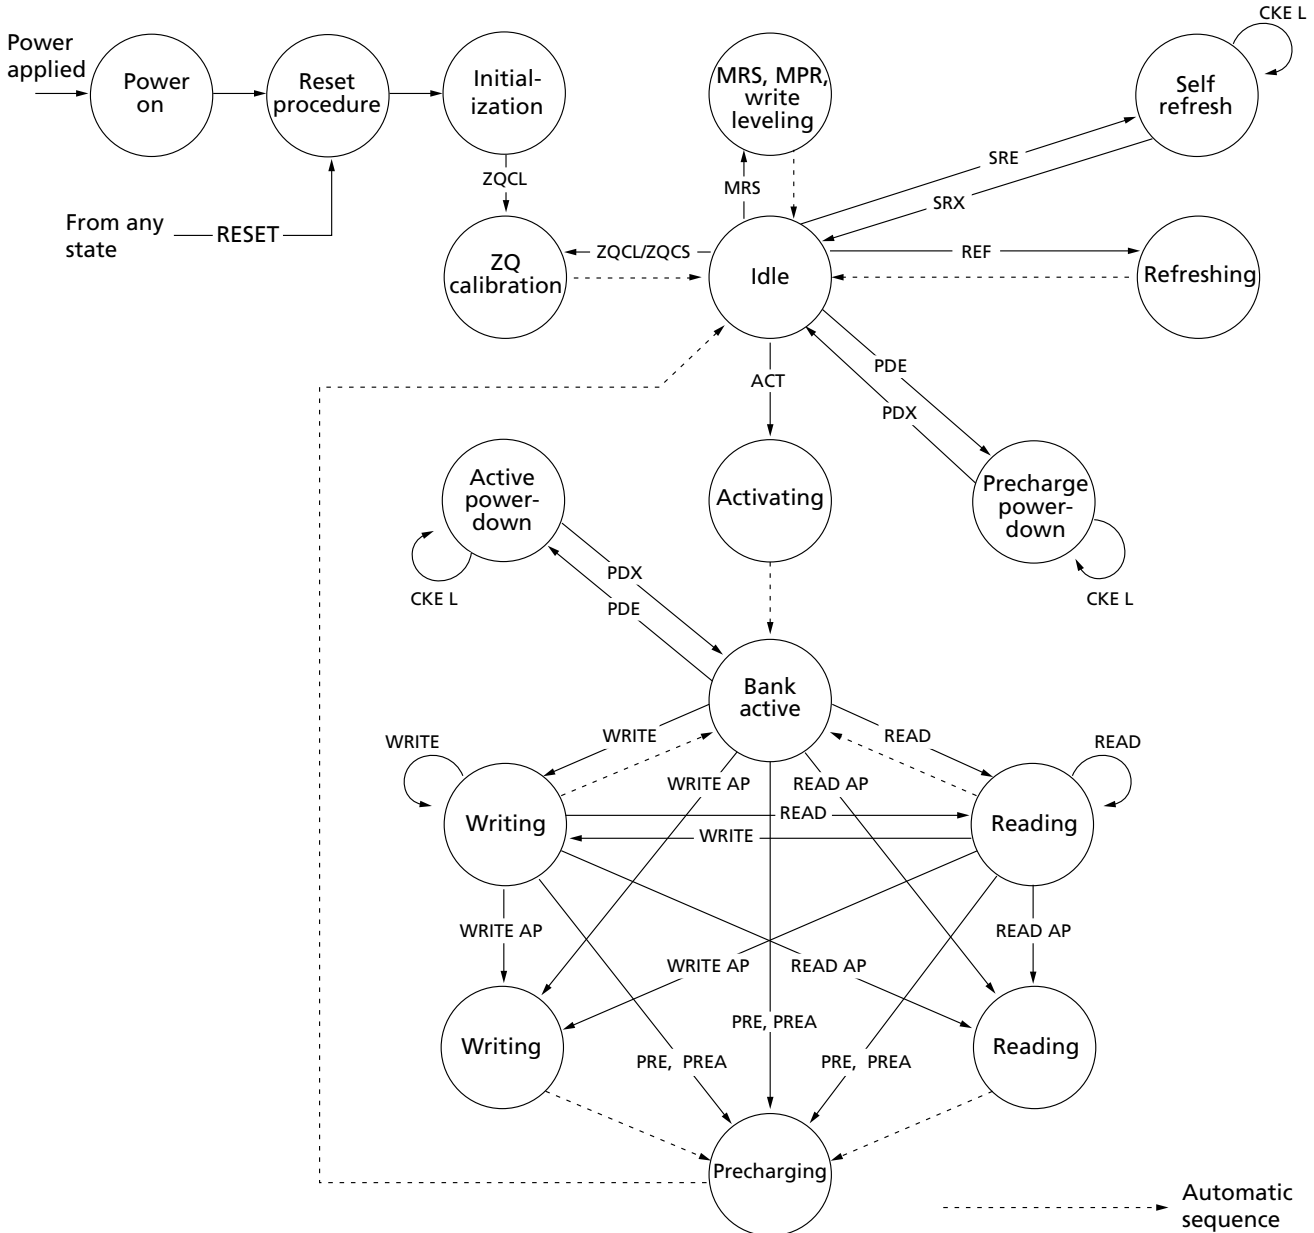 CKE L
Power
applied
Power
on
Reset
procedure
Initial-
ization
MRS, MPR,
write
leveling
Self
refresh
SRE
ZQCL
MRS
SRX
From any
state
RESET
ZQ
calibration
ZQCL/ZQCS
Idle
REF
Refreshing
ACT
PDE
PDX
Active
power-
down
Activating
Precharge
power-
down
CKE L
PDX
PDE
CKE L
Bank
active
WRITE
WRITE
READ
READ
WRITE AP
READ AP
Writing
READ
WRITE
Reading
WRITE AP
READ AP
WRITE AP
READ AP
Writing
PRE, PREA
Reading
PRE, PREA
PRE, PREA
Precharging
Automatic
sequence